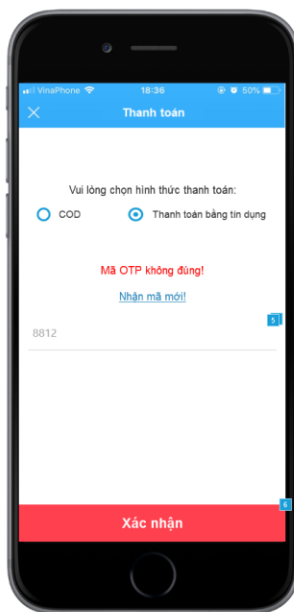 VinaPhone 18:36 50%
Thanh toán
Vui lòng chọn hình thức thanh toán:
COD Thanh toán bằng tín dụng
Mã OTP không đúng!
Nhận mã mới!
5
8812
6
Xác nhận